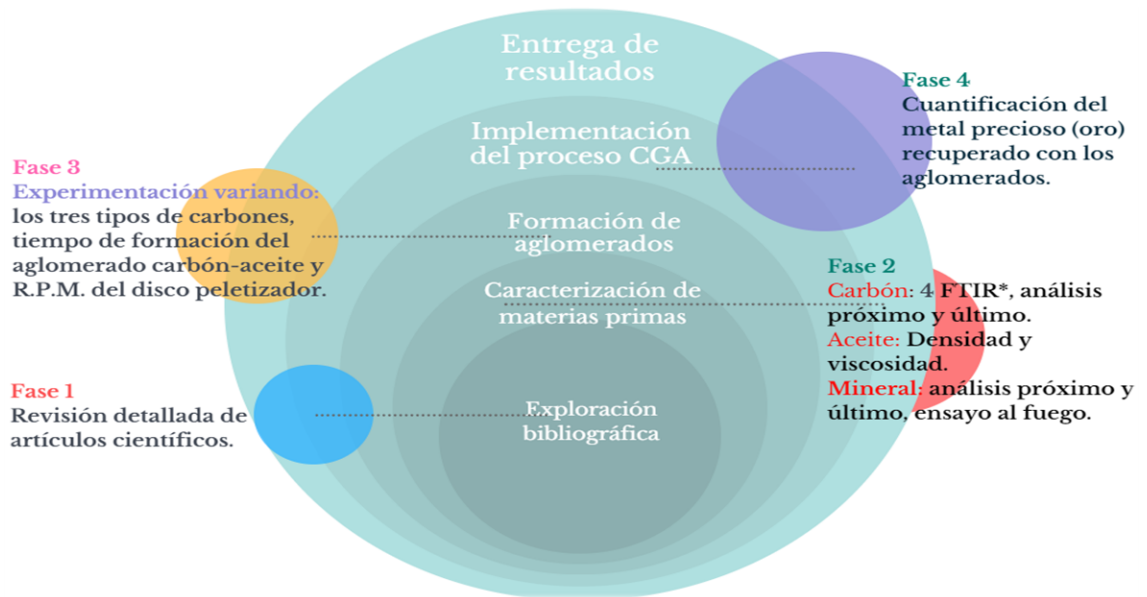 Entrega de
resultados
Implementación
del proceso CGA
Formación de
aglomerados
Caracterización de
materias primas
Exploración
bibliográfica
Fase 4
Cuantificación del
metal precioso (oro)
recuperado con los
aglomerados.
Fase 3
Experimentación variando:
los tres tipos de carbones,
tiempo de formación del
aglomerado carbón-aceite y
R.P.M. del disco peletizador.
Fase 2
Carbón: 4 FTIR*, análisis
próximo y último.
Aceite: Densidad y
viscosidad.
Mineral: análisis próximo y
último, ensayo al fuego.
Fase 1
Revisión detallada de
artículos científicos.